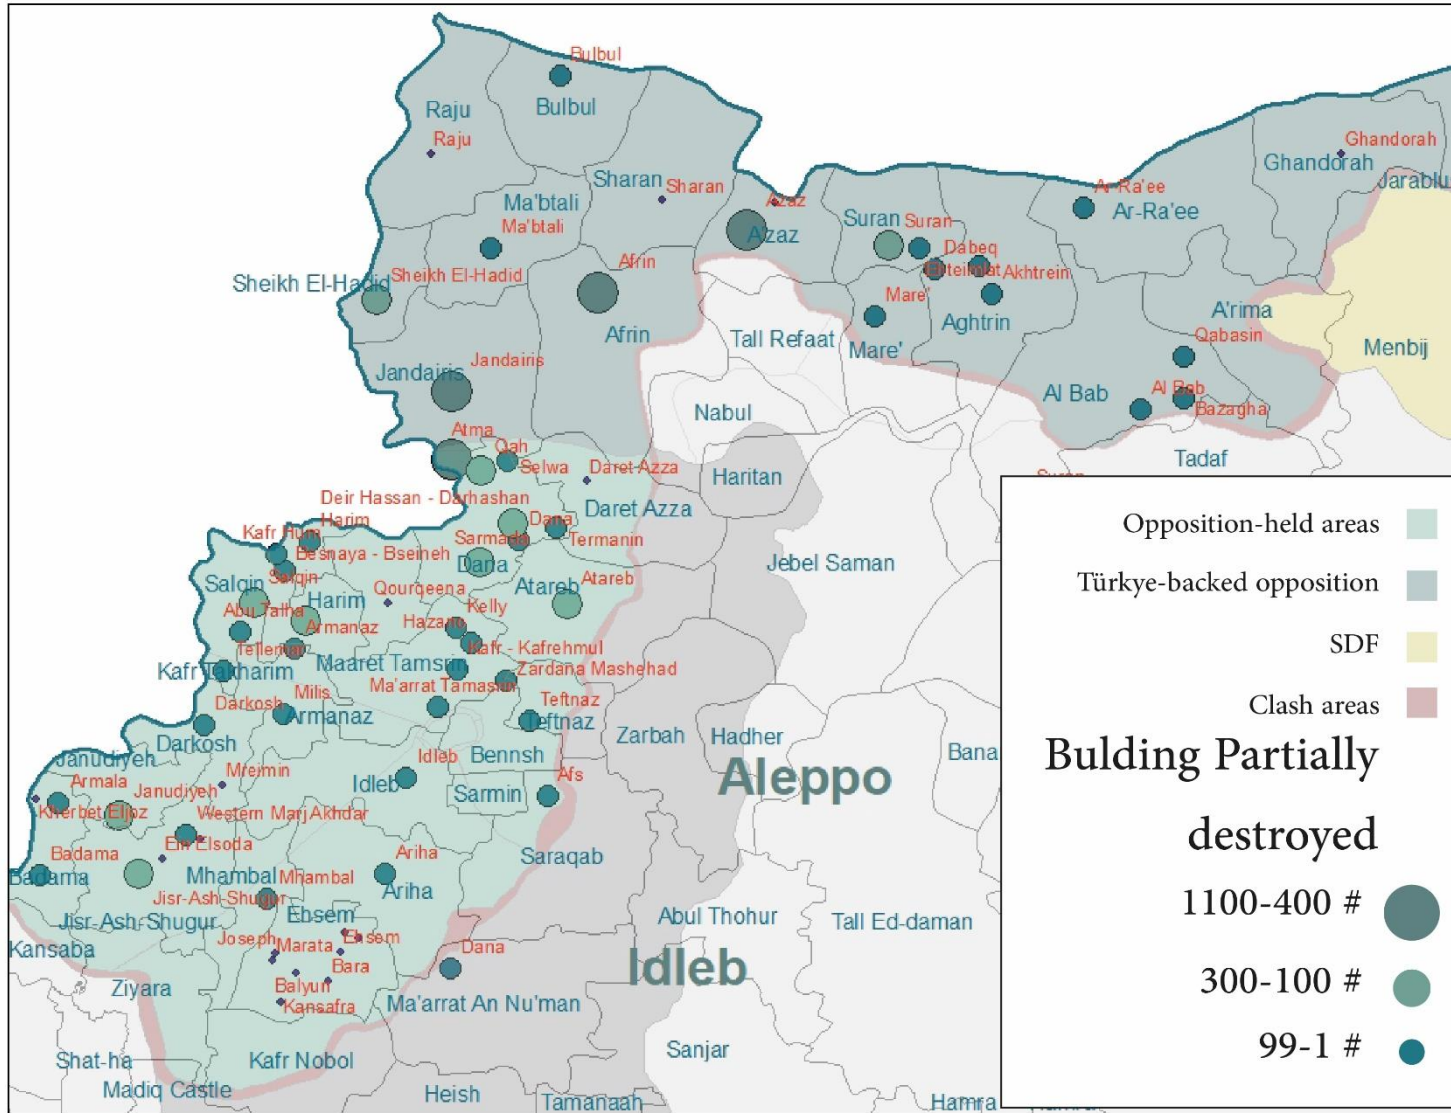 Bulbul
Bulbul
Raju
Raju
Ghandorah
Ghandorah
Sharan
Sharan
Jarablu
Ma'btali
Ma'btali
Azaz
A'zaz
Ar-Ra'ee
Ar-Ra'ee
Suran
Suran
Dabeq
Akhtrein
Afrin
Afrin
Sheikh El-Hadid
Sheikh El-Hadid
Mare'
Mare'
Aghtrin
A'rima
Tall Refaat
Qabasin
Menbij
Jandairis
Jandairis
Al Bab
Al Bab
Bazagha
Nabul
Atma
Qah
Selwa
Daret Azza
Daret Azza
Haritan
Tadaf
Deir Hassan - Darhashan
Harim
Kafr Hum
Dana
Sarmada
Termanin
Besnaya - Bseineh
Dana
Jebel Saman
Salqin
Salqin
Harim
Qourqeena
Atareb
Atareb
Abu Talha
Armanaz
Hazano
Kelly
Tellemar
Kafr - Kafrehmul
Kafr Takharim
Maaret Tamsrin
Zardana Mashehad
Ma'arrat Tamasrin
Milis
Darkosh
Armanaz
Teftnaz
Teftnaz
Darkosh
Zarbah
Hadher
Bana
Janudiyeh
Bennsh
Mreimin
Idleb
Idleb
Afs
Aleppo
Armala
Janudiyeh
Sarmin
Kherbet Eljoz
Western Marj Akhdar
Ein Elsoda
Saraqab
Badama
Badama
Mhambal
Mhambal
Ariha
Ariha
Jisr-Ash-Shugur
Jisr-Ash-Shugur
Ehsem
Ehsem
Abul Thohur
Tall Ed-daman
Kansaba
Joseph
Marata
Dana
Bara
Idleb
Ziyara
Balyun
Kansafra
Ma'arrat An Nu'man
Shat-ha
Kafr Nobol
Sanjar
Madiq Castle
Heish
Tamanaah
Hamra
Opposition-held areas
Türkye-backed opposition
SDF
Clash areas
Bulding Partially
destroyed
1100-400 #
300-100 #
99-1 #